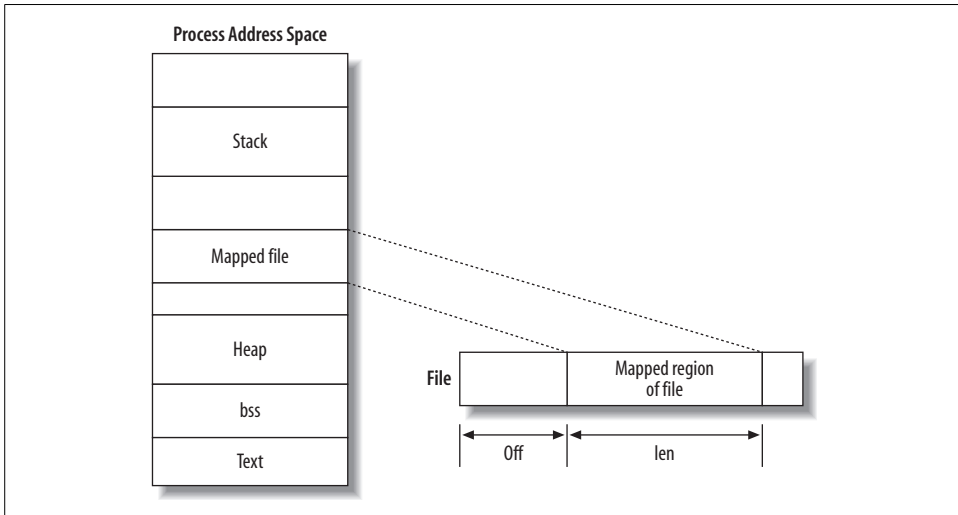 Process Address Space
Stack
Mapped file
Heap
bss
Text
File
Mapped region
of file
Off
len